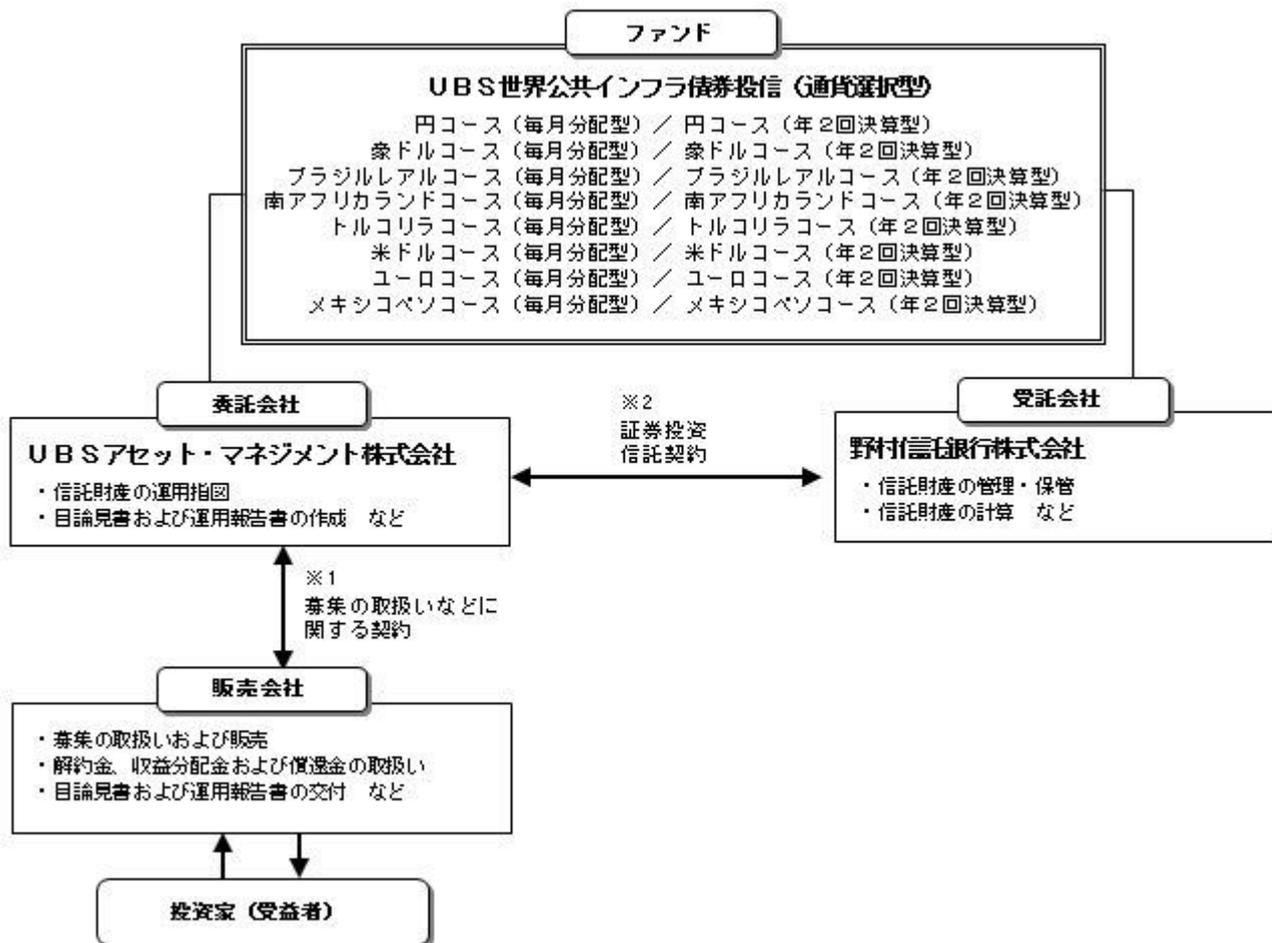 ファンド
UBS世界公共インフラ債券投信（通貨選択型）
円コース（毎月分配型）／円コース（年2回決算型）
豪ドルコース（毎月分配型）／豪ドルコース（年2回決算型）
ブラジルレアルコース（毎月分配型）／ブラジルレアルコース（年2回決算型）
南アフリカランドコース（毎月分配型）／南アフリカランドコース（年2回決算型）
トルコリラコース（毎月分配型）／トルコリラコース（年2回決算型）
米ドルコース（毎月分配型）／米ドルコース（年2回決算型）
ユーロコース（毎月分配型）／ユーロコース（年2回決算型）
メキシコペソコース（毎月分配型）／メキシコペソコース（年2回決算型）
委託会社
UBSアセット・マネジメント株式会社
・信託財産の運用指図
・目論見書および運用報告書の作成　など
※2
証券投資
信託契約
受託会社
野村信託銀行株式会社
・信託財産の管理・保管
・信託財産の計算　など
※1
募集の取扱いなどに
関する契約
販売会社
・募集の取扱いおよび販売
・解約金、収益分配金および償還金の取扱い
・目論見書および運用報告書の交付　など
投資家（受益者）